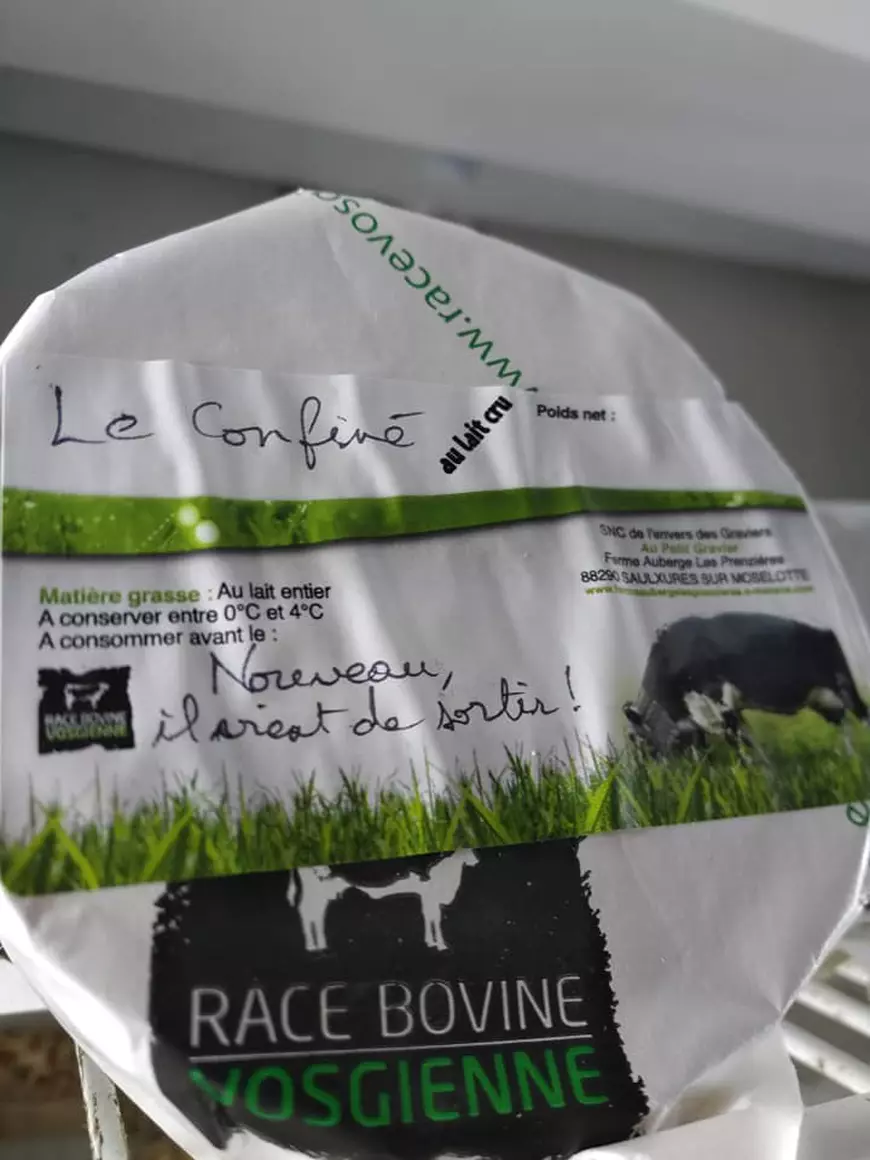 www.racevosg
Le Confiné
au lait cru
Poids net :
SNC de l'envers des Graviers
Au Petit Gravier
Ferme Auberge Les Prenzières
88290 SAULXURES SUR MOSELOTTE
Matière grasse : Au lait entier
A conserver entre 0°C et 4°C
A consommer avant le :
Nouveau,
il vient de sortir !
RACE BOVINE
VOSGIENNE
RACE BOVINE
VOSGIENNE